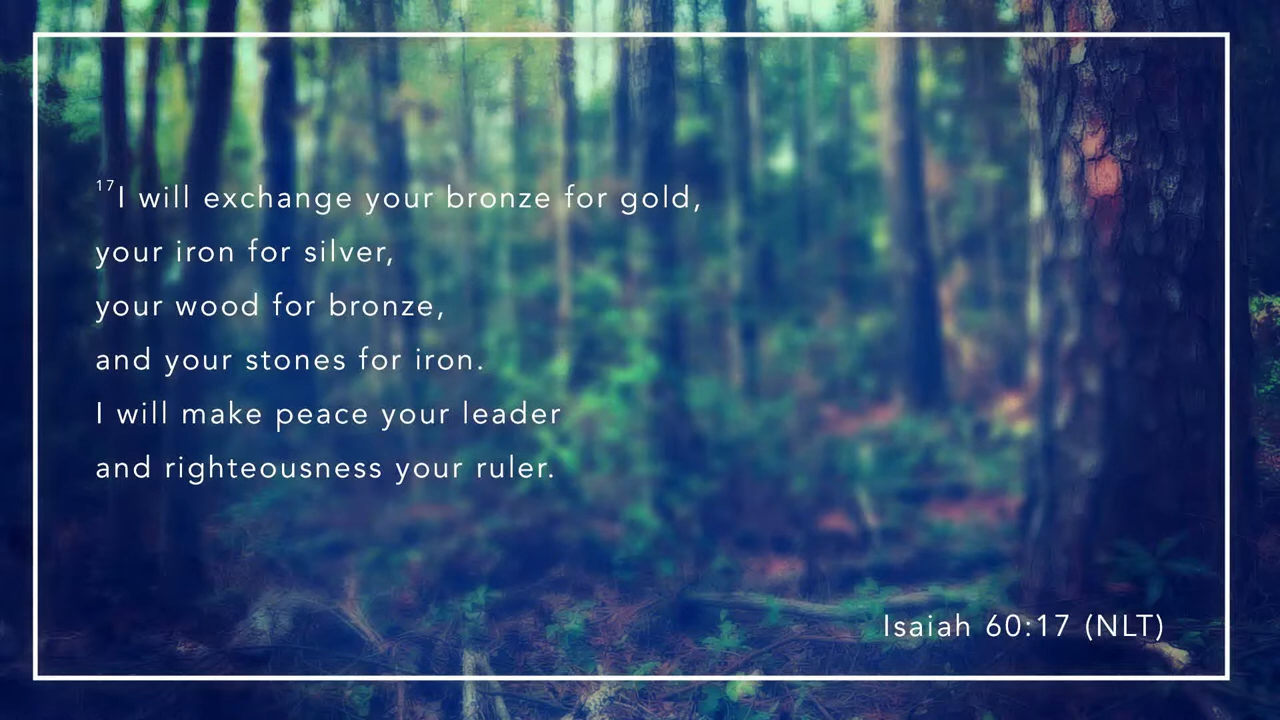 17I will exchange your bronze for gold,
your iron for silver,
your wood for bronze,
and your stones for iron.
I will make peace your leader
and righteousness your ruler.
Isaiah 60:17 (NLT)